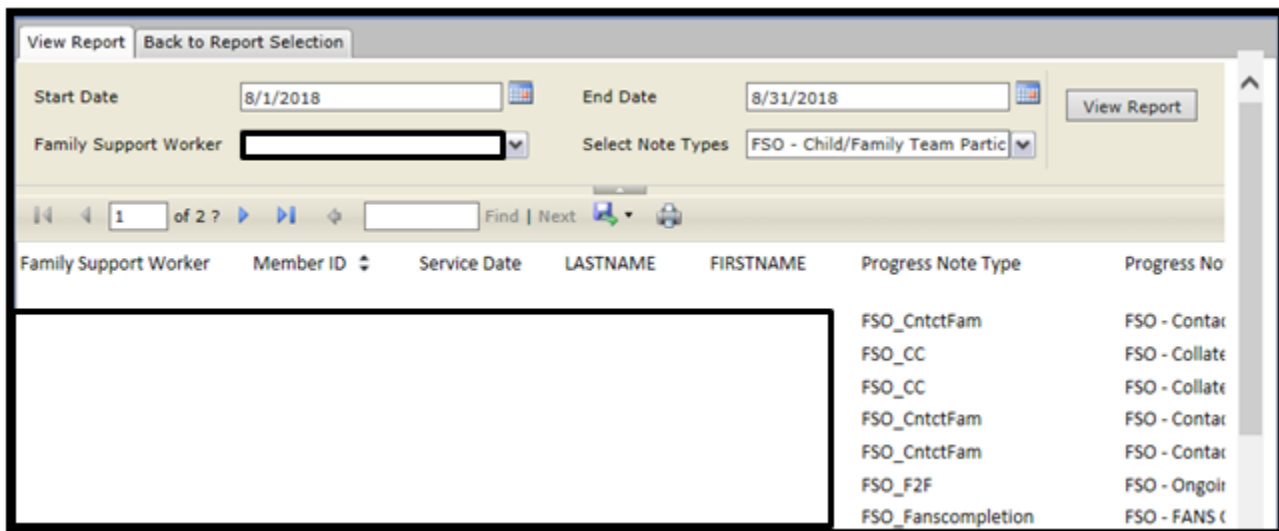 View Report Back to Report Selection
Start Date 8/1/2018 End Date 8/31/2018 View Report
Family Support Worker Select Note Types FSO - Child/Family Team Partic
1 of 2 ? Find | Next
Family Support Worker Member ID Service Date LASTNAME FIRSTNAME Progress Note Type Progress No
FSO_CntctFam FSO - Contac
FSO_CC FSO - Collate
FSO_CC FSO - Collate
FSO_CntctFam FSO - Contac
FSO_CntctFam FSO - Contac
FSO_F2F FSO - Ongoin
FSO_Fanscompletion FSO - FANS C